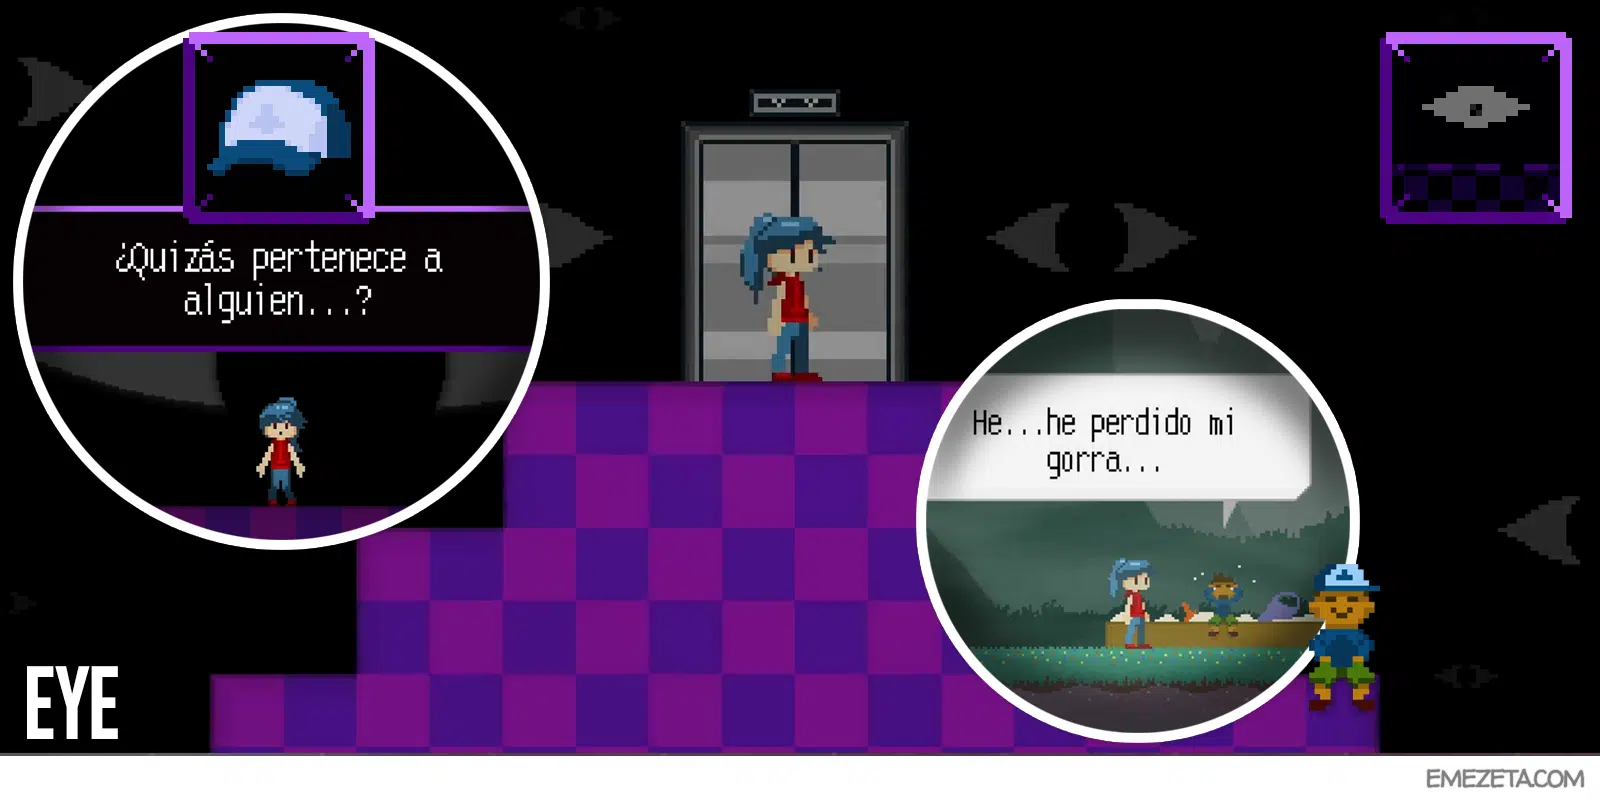 ¿Quizás pertenece a
alguien...?
He...he perdido mi
gorra...
EYE
EMEZETA.COM